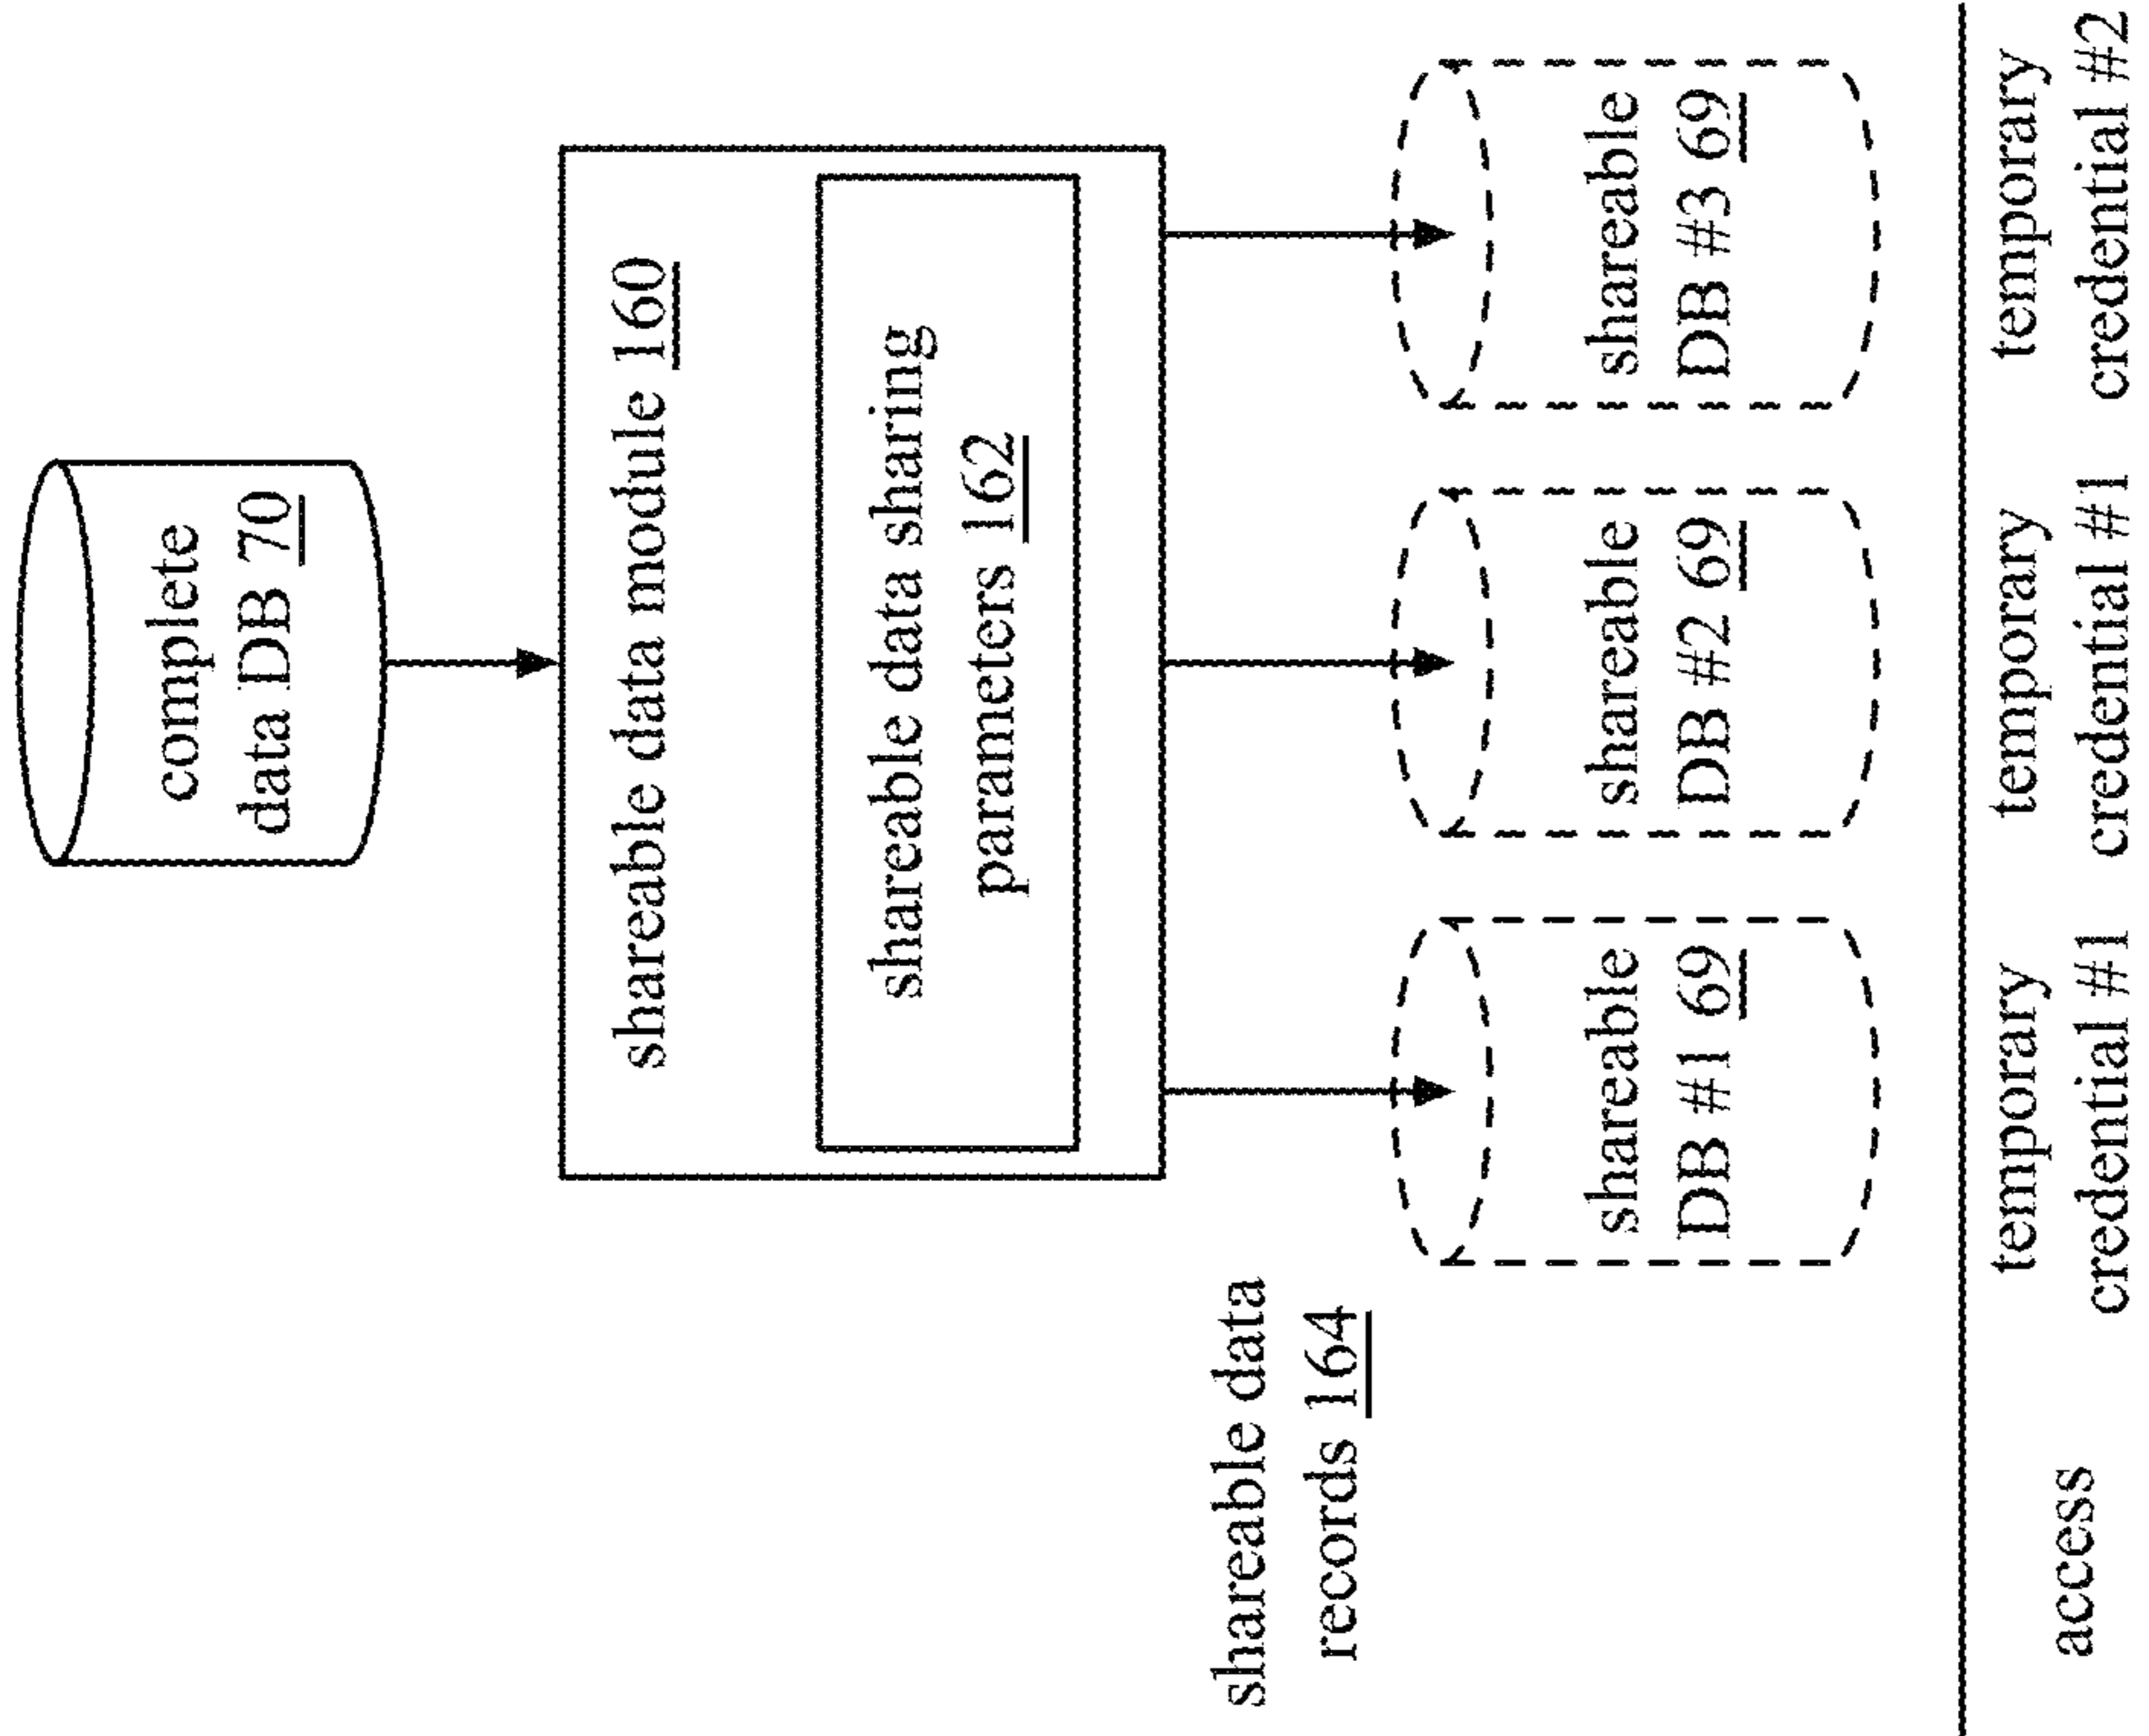 complete
data DB 70
shareable data module 160
shareable data sharing
parameters 162
shareable data
records 164
shareable
DB #1 69
shareable
DB #2 69
shareable
DB #3 69
access
temporary
credential #1
temporary
credential #1
temporary
credential #2